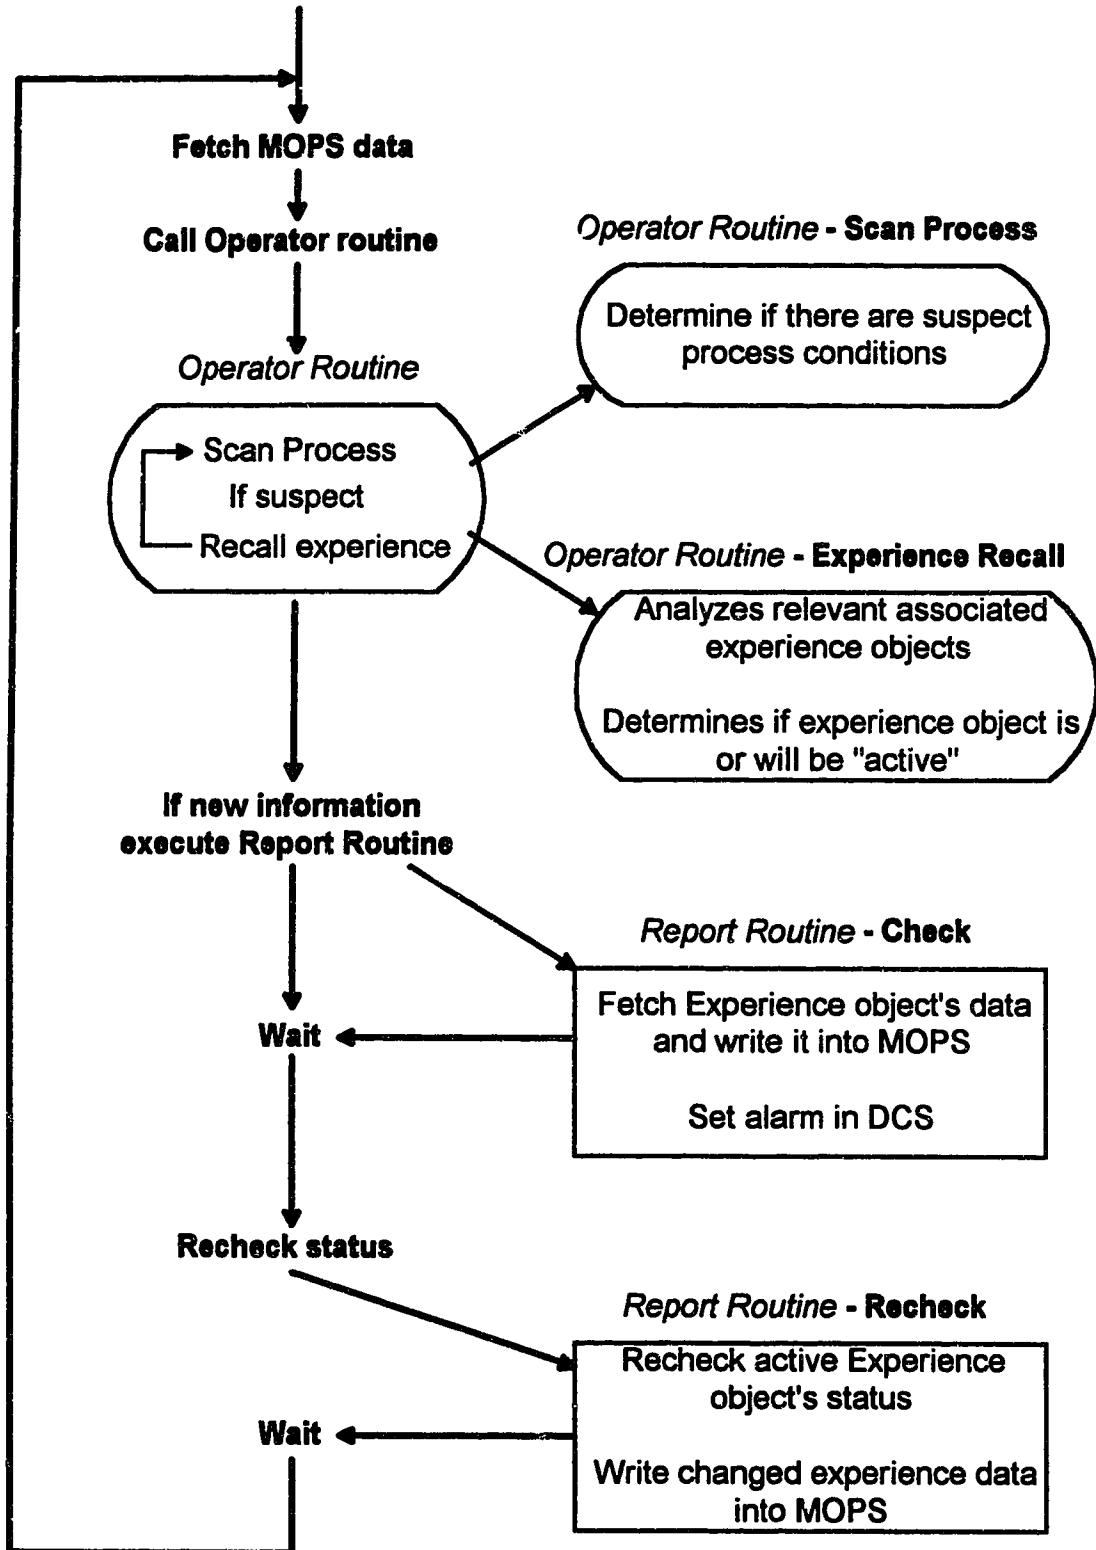 Fetch MOPS data
Call Operator routine
Operator Routine
Scan Process
If suspect
Recall experience
Operator Routine - Scan Process
Determine if there are suspect
process conditions
Operator Routine - Experience Recall
Analyzes relevant associated
experience objects
Determines if experience object is
or will be "active"
If new information
execute Report Routine
Report Routine - Check
Fetch Experience object's data
and write it into MOPS
Set alarm in DCS
Wait
Recheck status
Report Routine - Recheck
Recheck active Experience
object's status
Write changed experience data
into MOPS
Wait